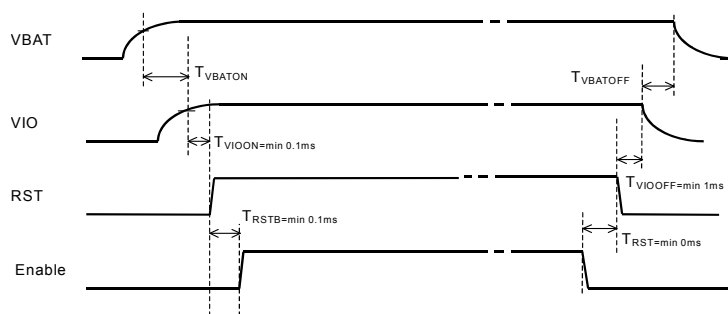 VBAT
TVBATON
TVBATOFF
VIO
TVIOON=min 0.1ms
TVIOOFF=min 1ms
RST
TRSTB=min 0.1ms
TRST=min 0ms
Enable